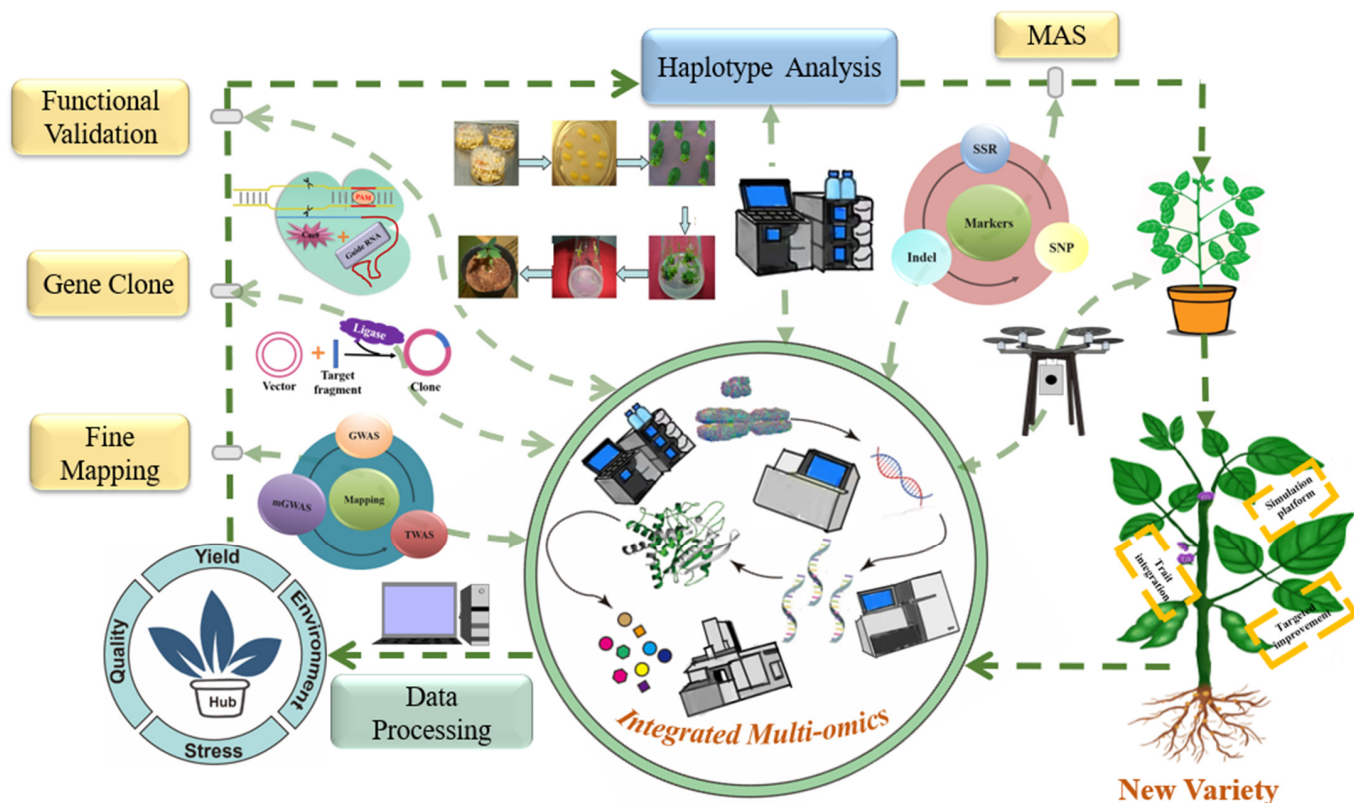 Haplotype Analysis
MAS
Functional
Validation
PAM
Cas9
+
Guide RNA
SSR
Markers
Indel
SNP
Gene Clone
Ligase
+
Vector
Target
fragment
Clone
Fine
Mapping
GWAS
mGWAS
Mapping
TWAS
Yield
Quality
Environment
Hub
Stress
Data
Processing
Integrated Multi-omics
Simulation
platform
Trait
integration
Targeted
improvement
New Variety